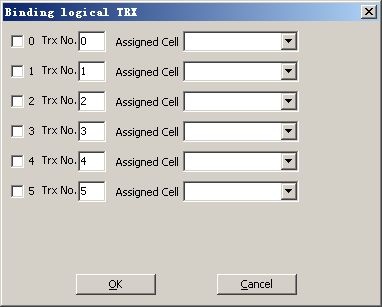 Binding logical TRX
0 Trx No. 0 Assigned Cell
1 Trx No. 1 Assigned Cell
2 Trx No. 2 Assigned Cell
3 Trx No. 3 Assigned Cell
4 Trx No. 4 Assigned Cell
5 Trx No. 5 Assigned Cell
OK Cancel